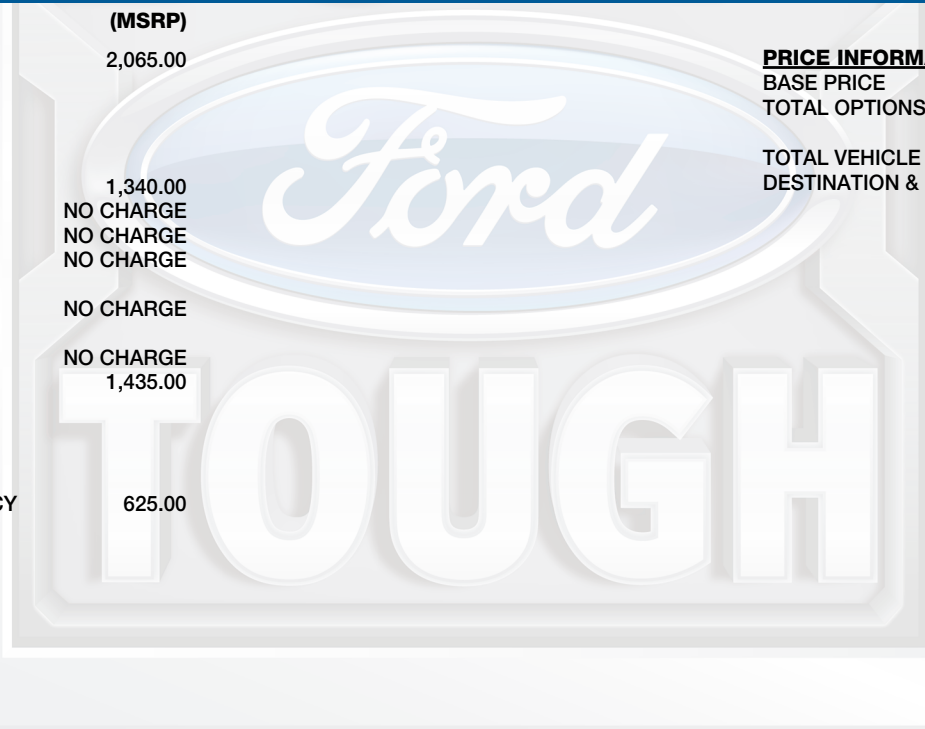 (MSRP)
2,065.00
1,340.00
NO CHARGE
NO CHARGE
NO CHARGE
NO CHARGE
NO CHARGE
1,435.00
CY 625.00
PRICE INFORMA
BASE PRICE
TOTAL OPTIONS
TOTAL VEHICLE
DESTINATION &
Ford
TOUGH